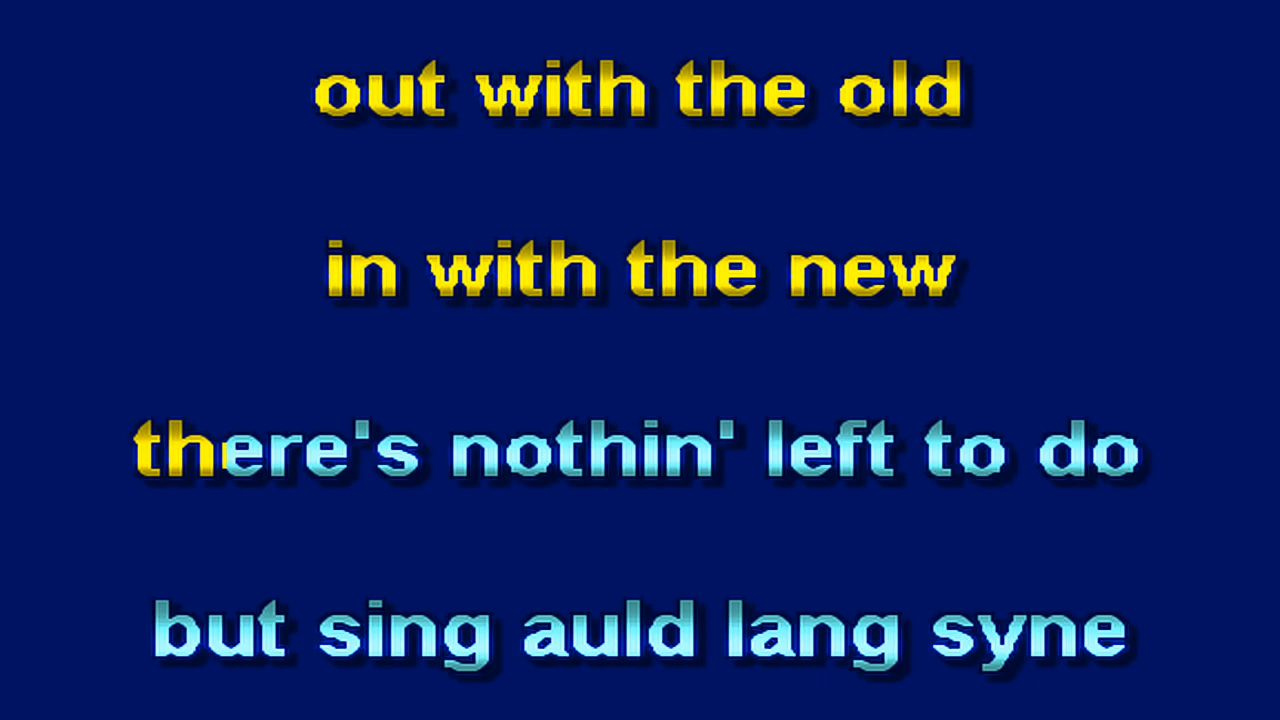 out with the old
in with the new
there's nothin' left to do
but sing auld lang syne